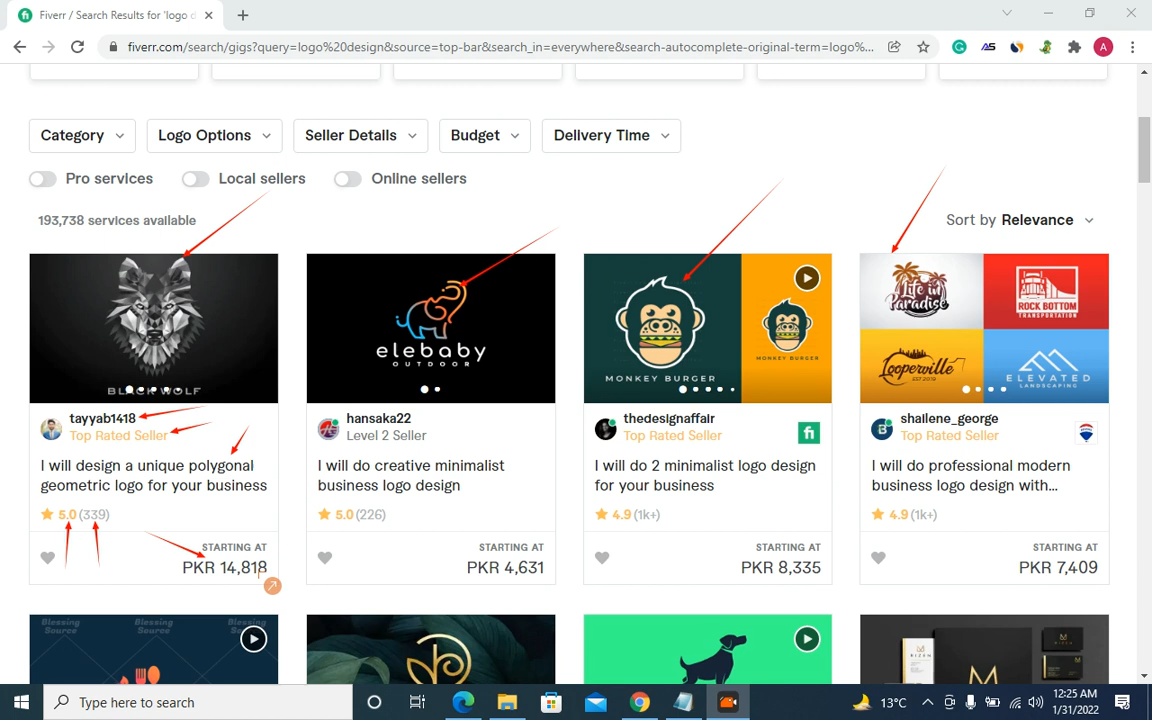 Fiverr / Search Results for 'logo d
fiverr.com/search/gigs?query=logo%20design&source=top-bar&search_in=everywhere&search-autocomplete-original-term=logo%...
A
Category
Logo Options
Seller Details
Budget
Delivery Time
Pro services
Local sellers
Online sellers
193,738 services available
Sort by Relevance
BLACKWOLF
elebaby
OUTDOOR
MONKEY BURGER
MONKEY BURGER
Life in
Paradise
ROCK BOTTOM
TRANSPORTATION
Looperville
EST.2019
ELEVATED
LANDSCAPING
tayyab1418
Top Rated Seller
I will design a unique polygonal
geometric logo for your business
5.0 (339)
STARTING AT
PKR 14,818
hansaka22
Level 2 Seller
I will do creative minimalist
business logo design
5.0 (226)
STARTING AT
PKR 4,631
thedesignaffair
Top Rated Seller
fi
I will do 2 minimalist logo design
for your business
4.9 (1k+)
STARTING AT
PKR 8,335
shailene_george
Top Rated Seller
I will do professional modern
business logo design with...
4.9 (1k+)
STARTING AT
PKR 7,409
Blessing
Source
Blessing
Source
Blessing
Source
Type here to search
13°C
12:25 AM
1/31/2022